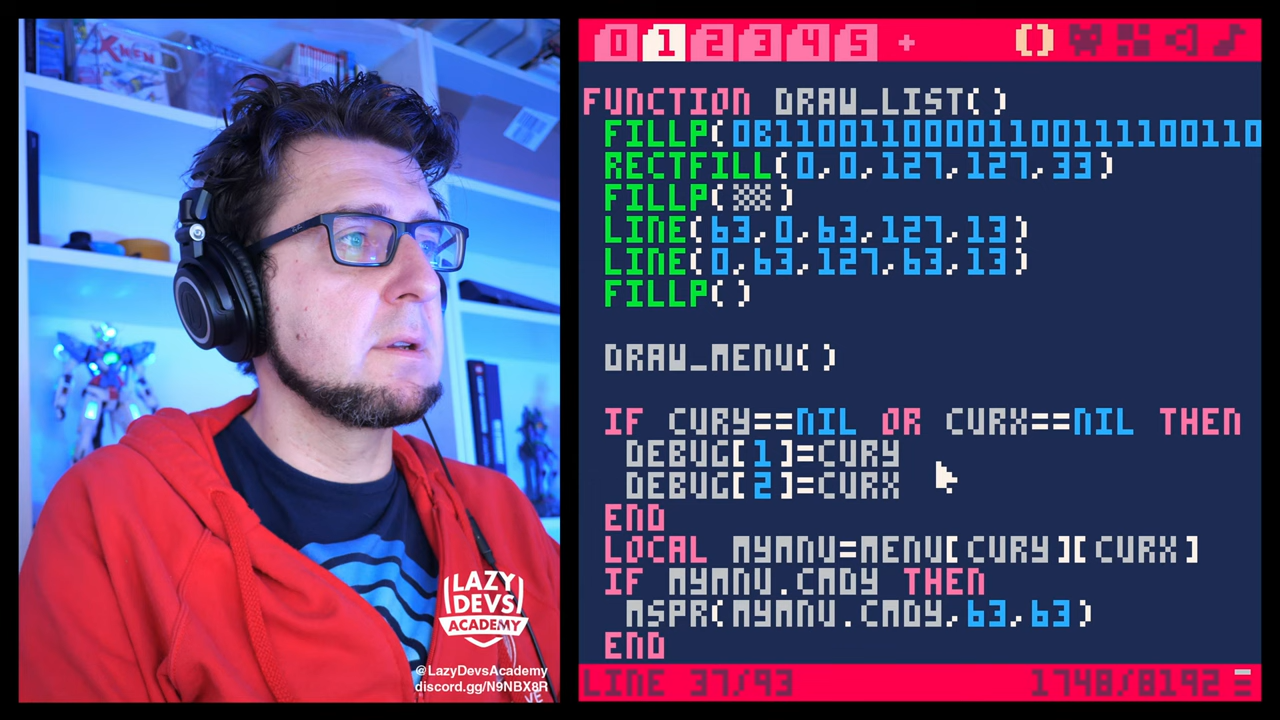 0 1 2 3 4 5 +
FUNCTION DRAW_LIST()
FILLP(0B1100110000110011110011O
RECTFILL(0,0,127,127,33)
FILLP(▒)
LINE(63,0,63,127,13)
LINE(0,63,127,63,13)
FILLP()
DRAW_MENU()
IF CURY==NIL OR CURX==NIL THEN
DEBUG[1]=CURY
DEBUG[2]=CURX
END
LOCAL MYMNU=MENU[CURY][CURX]
IF MYMNU.CMDY THEN
MSPR(MYMNU.CMDY,63,63)
END
LINE 37/93
1748/8192
LAZY
DEVS
ACADEMY
@LazyDevsAcademy
discord.gg/N9NBX8R